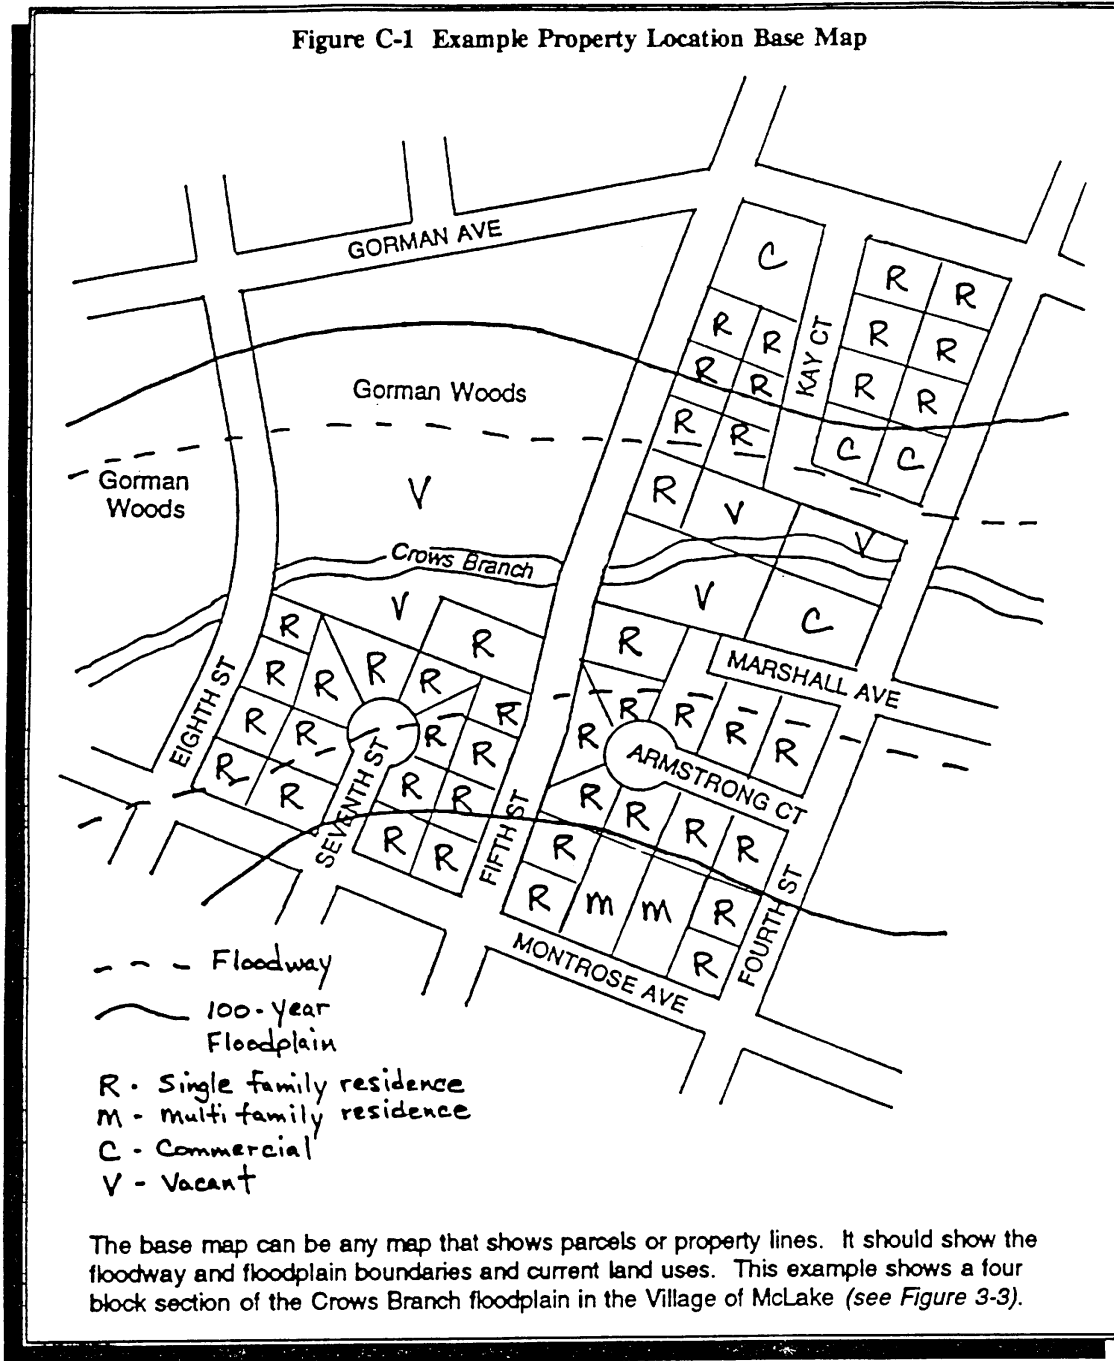 Figure C-1 Example Property Location Base Map
GORMAN AVE
C
R R
R R
R R
R R
R R
KAY CT
R R
R R
C C
R
Gorman Woods
Gorman
Woods
V
V
V
Crows Branch
V
V
C
R
R
R
MARSHALL AVE
R R R R
R R
R R R R R R R
R R R
EIGHTH ST
ARMSTRONG CT
R R
R R R R R R
SEVENTH ST
FIFTH ST
R R R
R m m R
R
FOURTH ST
MONTROSE AVE
- - - Floodway
100-year
Floodplain
R - Single family residence
m - multi family residence
C - Commercial
V - Vacant
The base map can be any map that shows parcels or property lines. It should show the
floodway and floodplain boundaries and current land uses. This example shows a four
block section of the Crows Branch floodplain in the Village of McLake (see Figure 3-3).